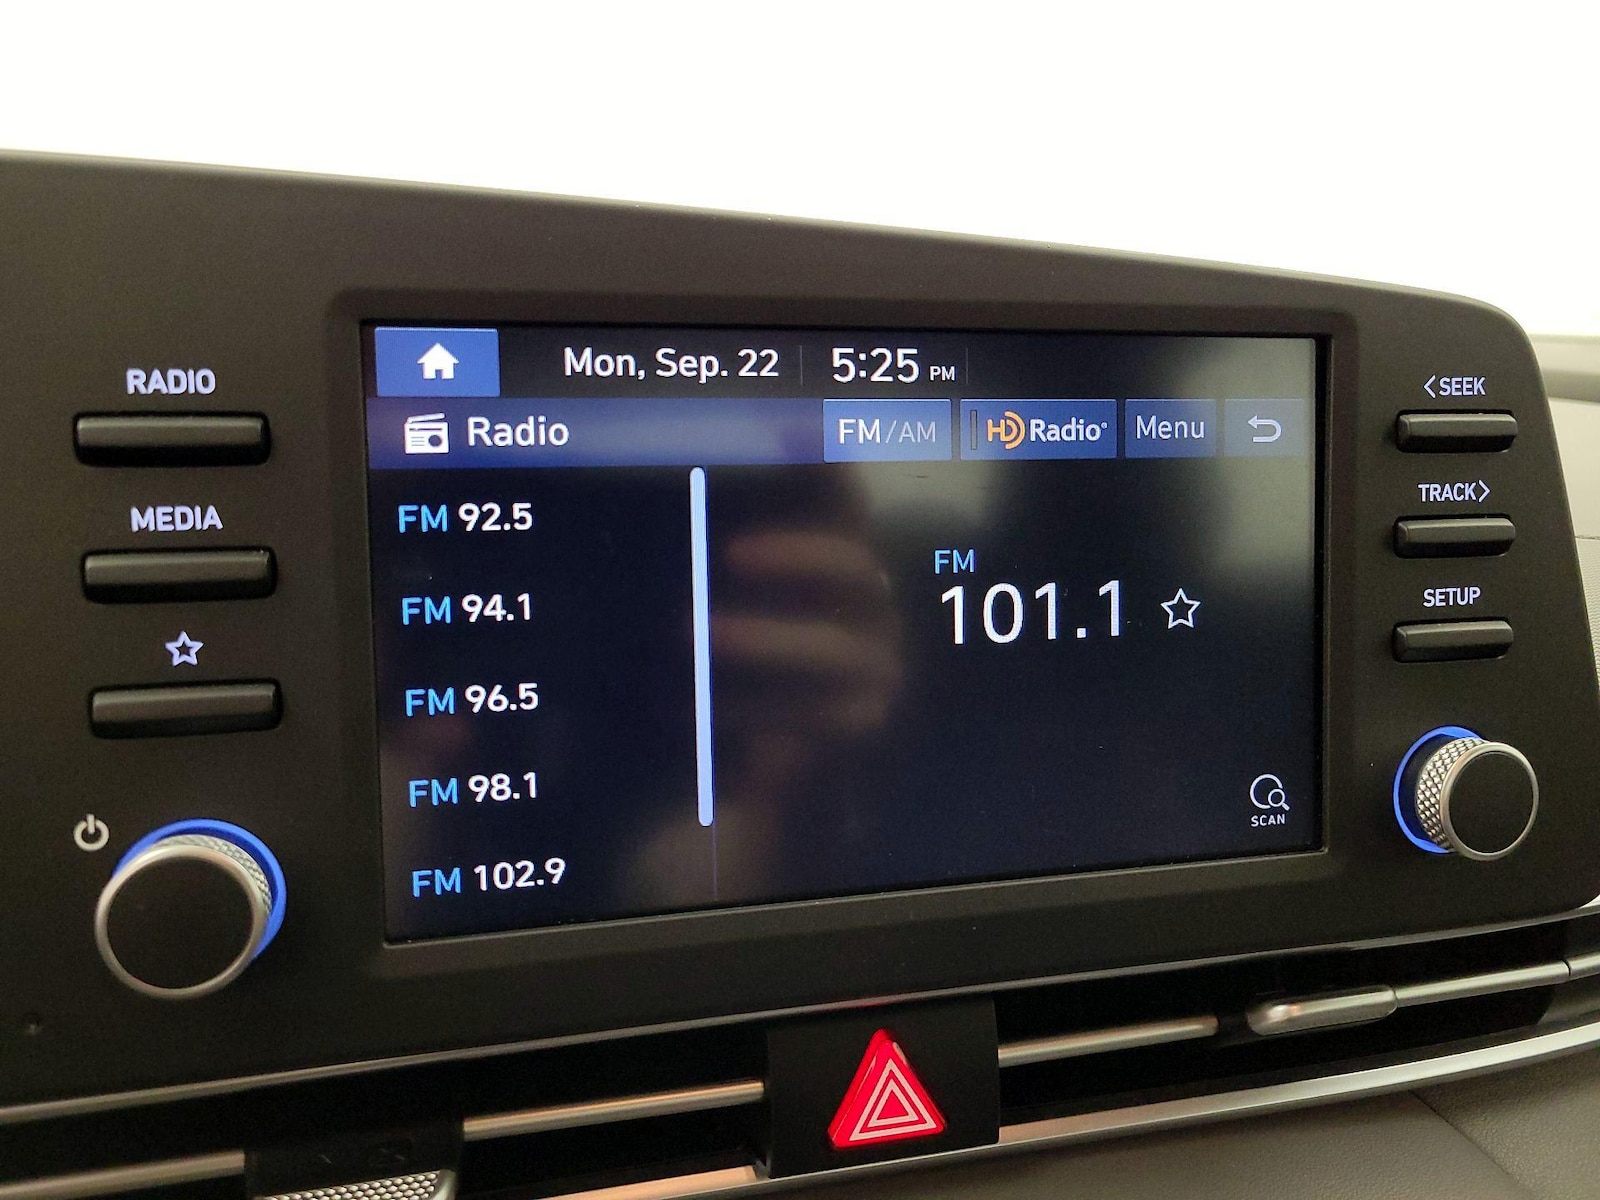 RADIO
MEDIA
Mon, Sep. 22 5:25 PM
Radio FM/AM HD Radio® Menu
FM 92.5
FM 94.1
FM 96.5
FM 98.1
FM 102.9
FM
101.1
SCAN
<SEEK
TRACK>
SETUP